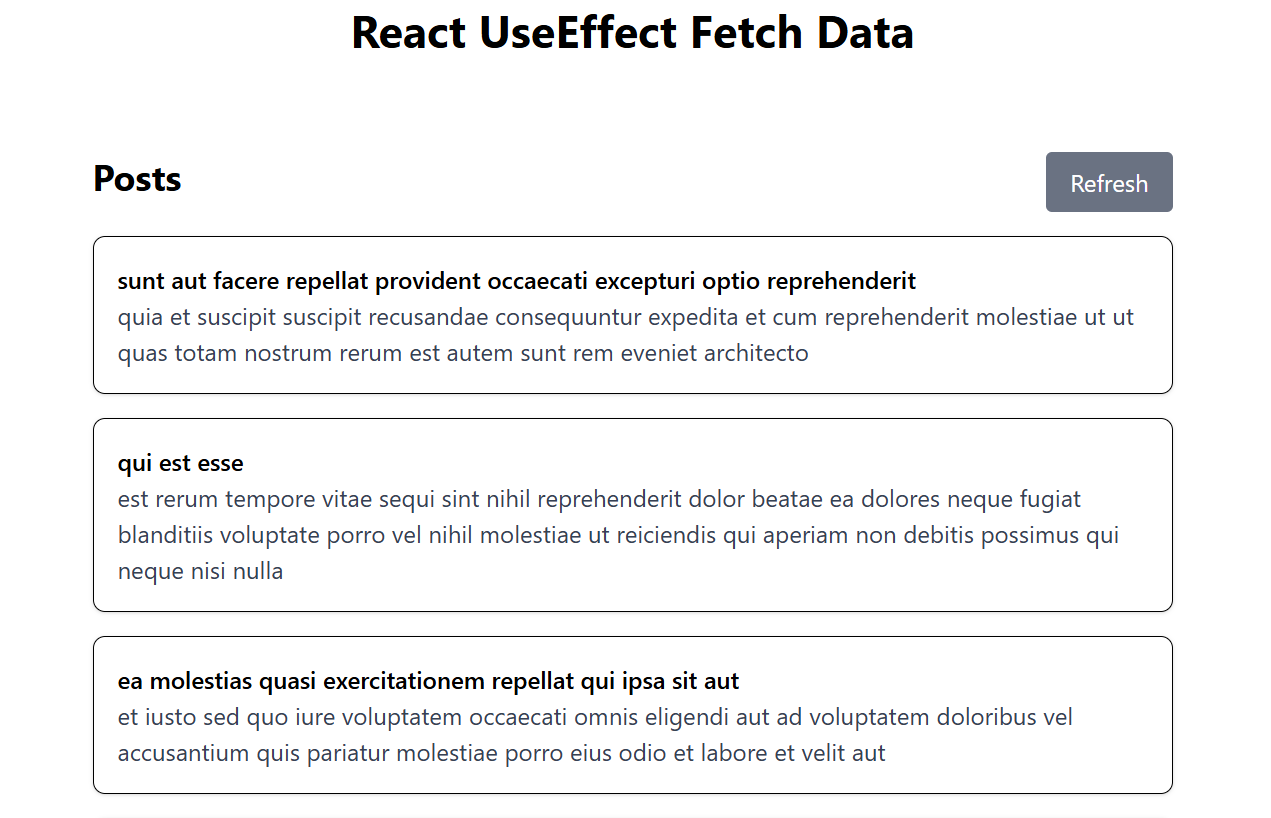 React UseEffect Fetch Data
Posts
Refresh
sunt aut facere repellat provident occaecati excepturi optio reprehenderit
quia et suscipit suscipit recusandae consequuntur expedita et cum reprehenderit molestiae ut ut
quas totam nostrum rerum est autem sunt rem eveniet architecto
qui est esse
est rerum tempore vitae sequi sint nihil reprehenderit dolor beatae ea dolores neque fugiat
blanditiis voluptate porro vel nihil molestiae ut reiciendis qui aperiam non debitis possimus qui
neque nisi nulla
ea molestias quasi exercitationem repellat qui ipsa sit aut
et iusto sed quo iure voluptatem occaecati omnis eligendi aut ad voluptatem doloribus vel
accusantium quis pariatur molestiae porro eius odio et labore et velit aut